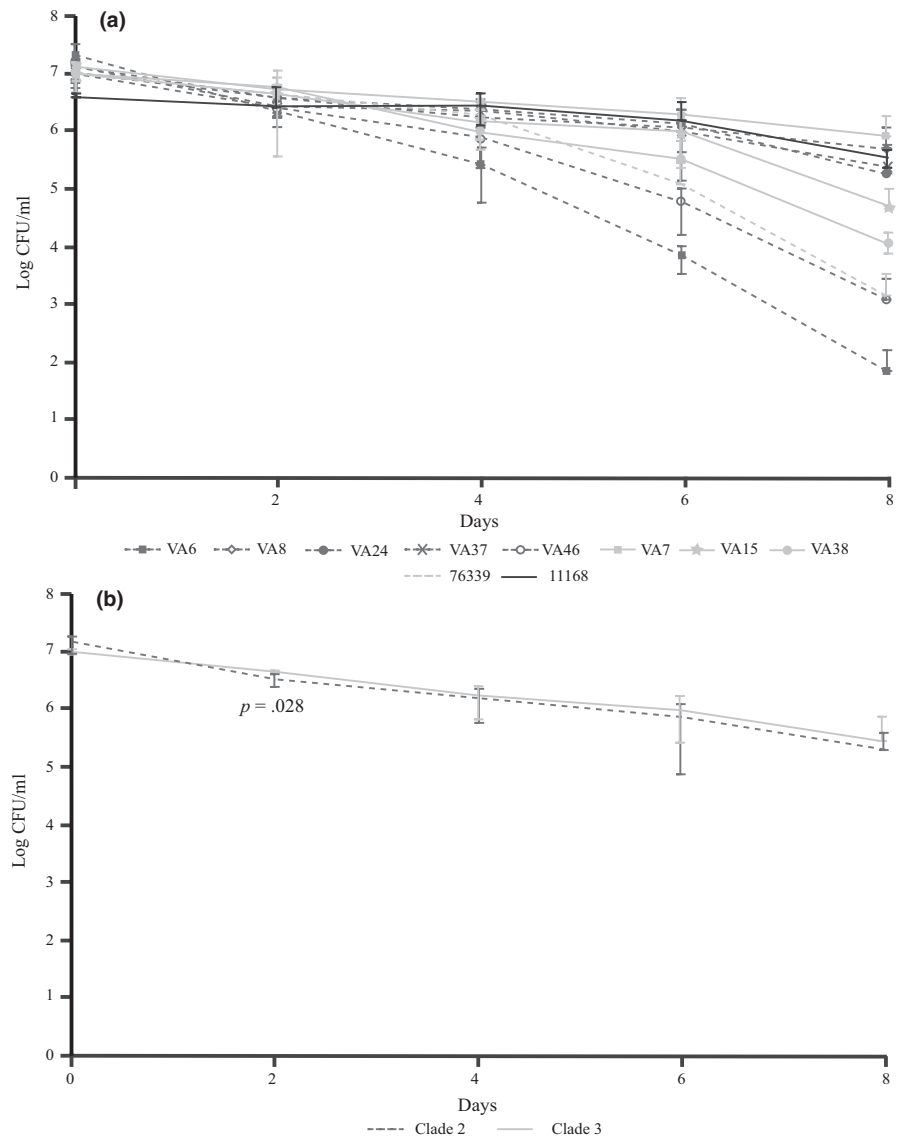 (a)
8
7
6
5
4
3
2
1
0
Log CFU/ml
2 4 6 8
Days
VA6 VA8 VA24 VA37 VA46 VA7 VA15 VA38
76339 11168
(b)
8
7
6
5
4
3
2
1
0
Log CFU/ml
p = .028
0 2 4 6 8
Days
Clade 2 Clade 3